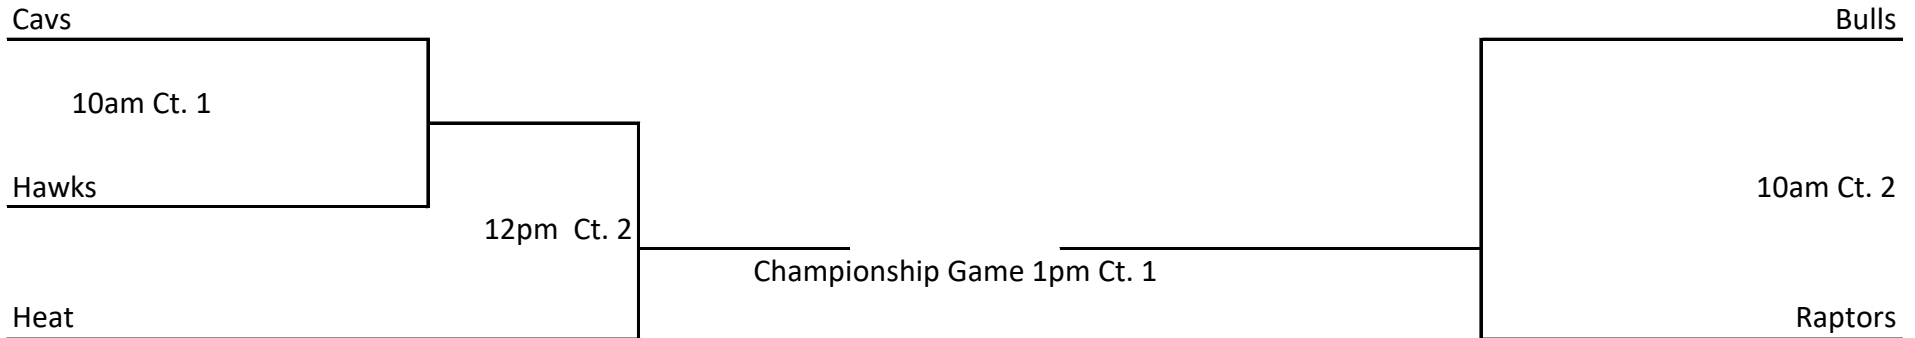 Cavs
Bulls
10am Ct. 1
Hawks
10am Ct. 2
12pm  Ct. 2
Championship Game 1pm Ct. 1
Heat
Raptors